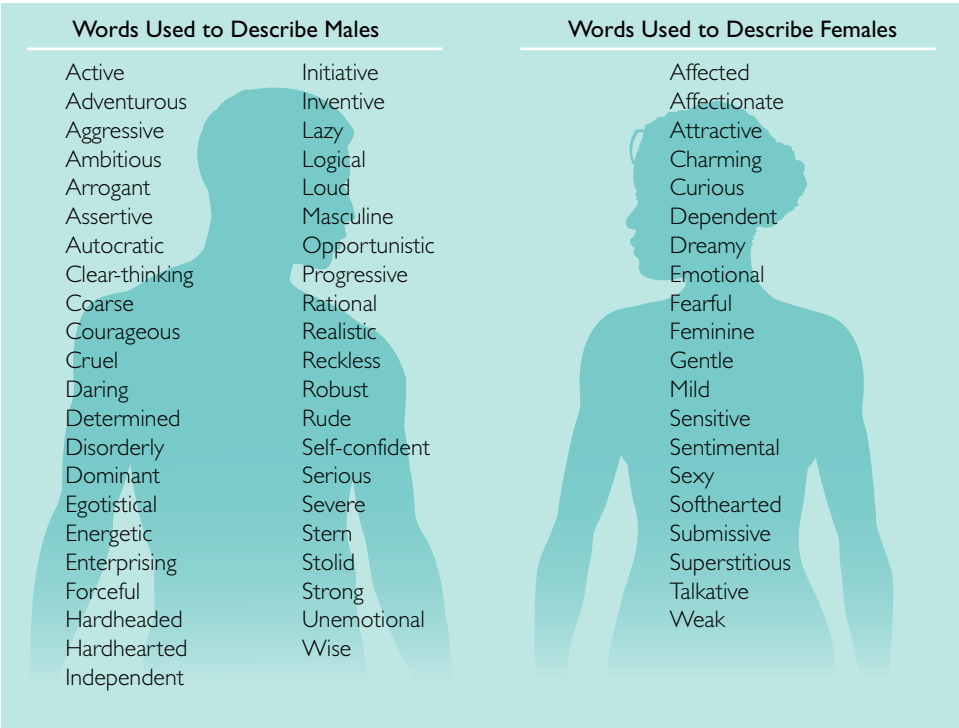 Words Used to Describe Males
Active
Adventurous
Aggressive
Ambitious
Arrogant
Assertive
Autocratic
Clear-thinking
Coarse
Courageous
Cruel
Daring
Determined
Disorderly
Dominant
Egotistical
Energetic
Enterprising
Forceful
Hardheaded
Hardhearted
Independent
Initiative
Inventive
Lazy
Logical
Loud
Masculine
Opportunistic
Progressive
Rational
Realistic
Reckless
Robust
Rude
Self-confident
Serious
Severe
Stern
Stolid
Strong
Unemotional
Wise
Words Used to Describe Females
Affected
Affectionate
Attractive
Charming
Curious
Dependent
Dreamy
Emotional
Fearful
Feminine
Gentle
Mild
Sensitive
Sentimental
Sexy
Softhearted
Submissive
Superstitious
Talkative
Weak